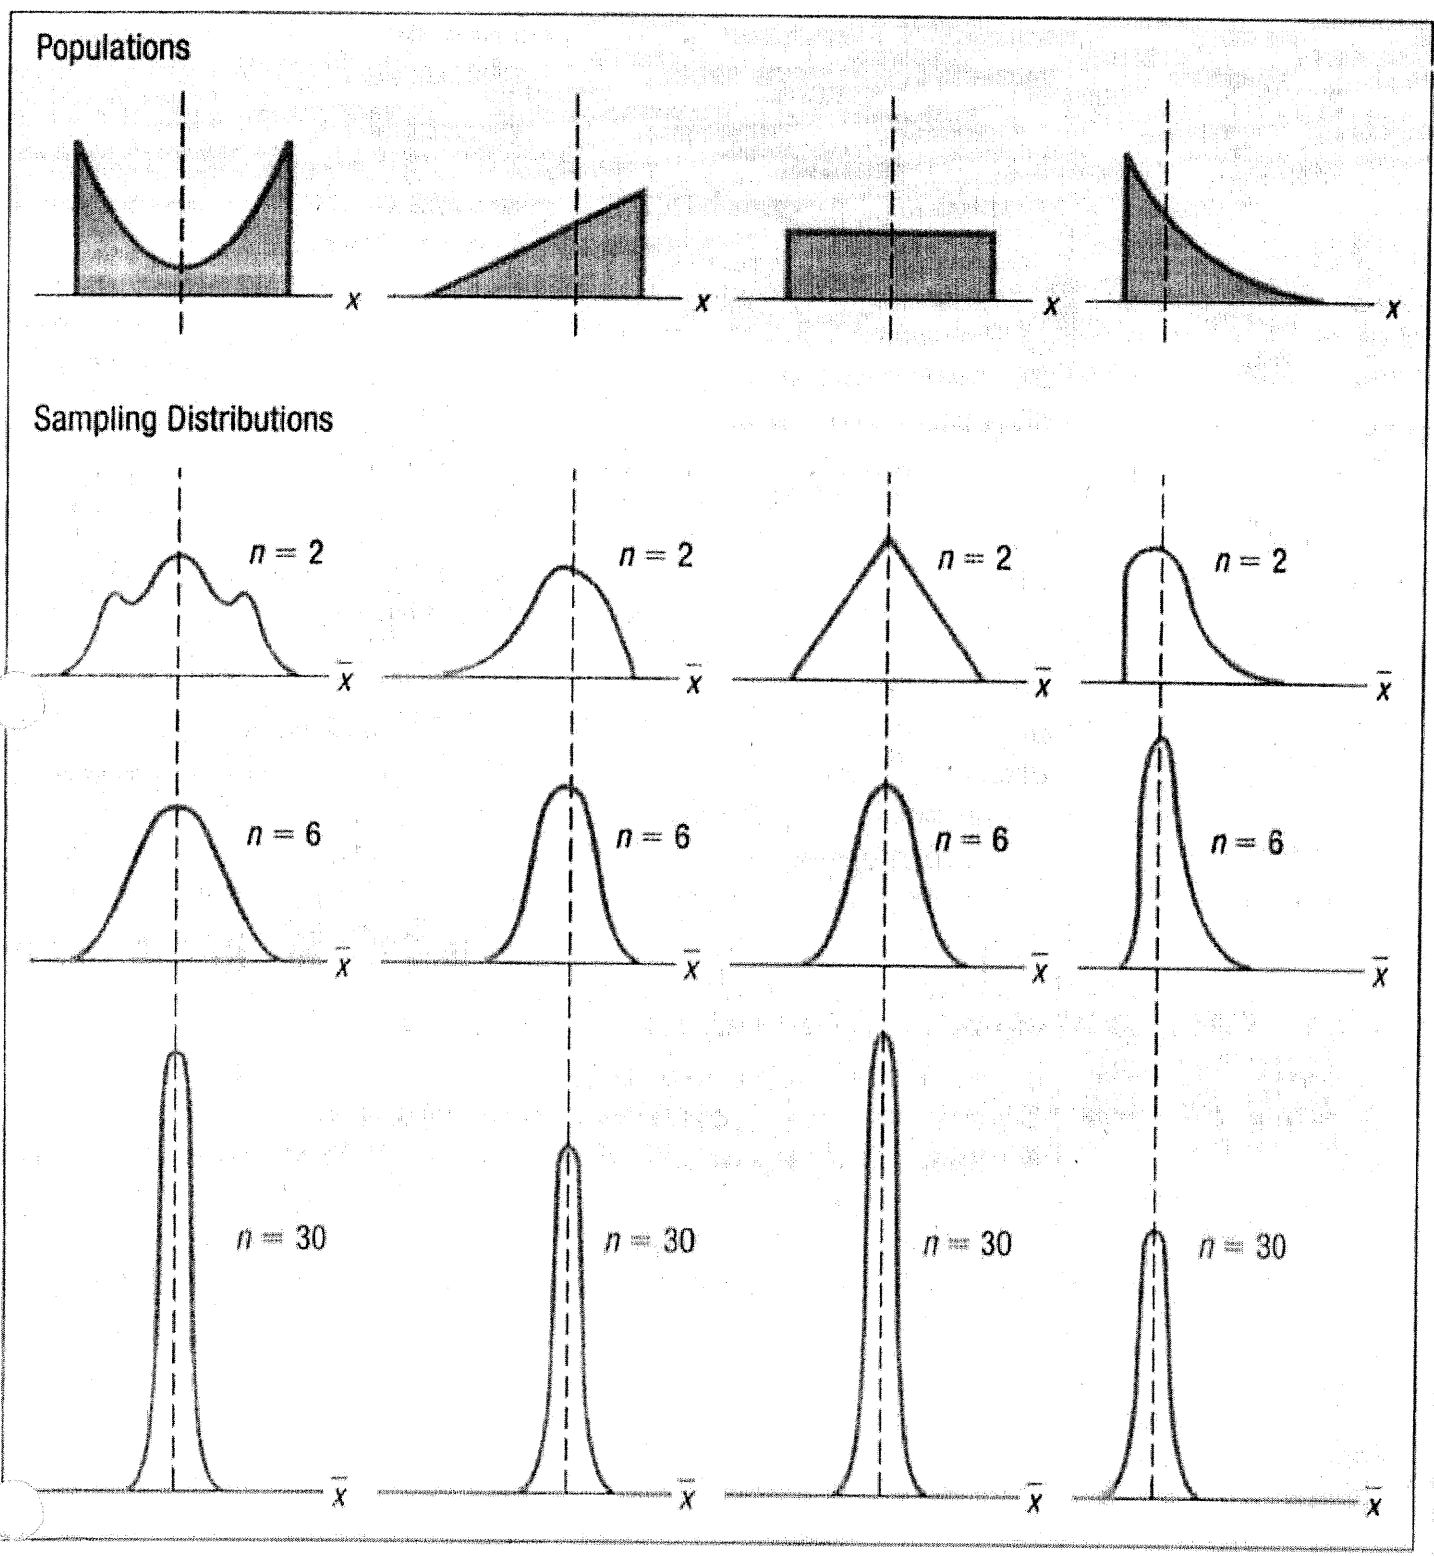 Populations
x x x x
Sampling Distributions
n = 2 n = 2 n = 2 n = 2
x̄ x̄ x̄ x̄
n = 6 n = 6 n = 6 n = 6
x̄ x̄ x̄ x̄
n = 30 n = 30 n = 30 n = 30
x̄ x̄ x̄ x̄